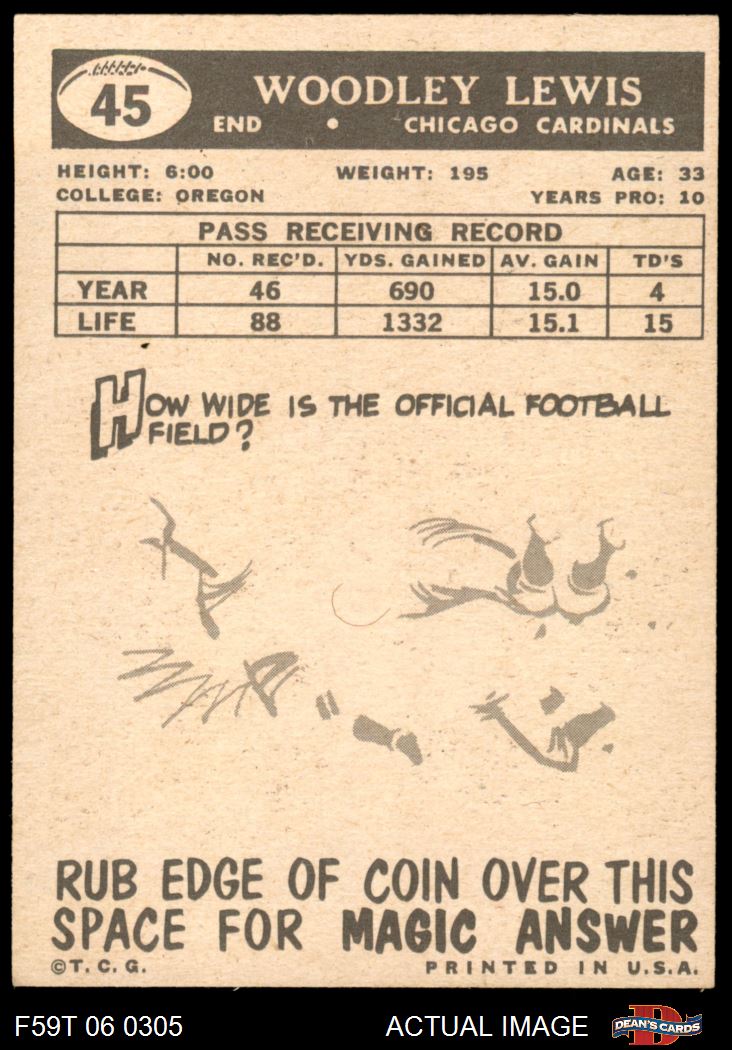 45
WOODLEY LEWIS
END • CHICAGO CARDINALS
HEIGHT: 6:00 WEIGHT: 195 AGE: 33
COLLEGE: OREGON YEARS PRO: 10
PASS RECEIVING RECORD
NO. REC'D. YDS. GAINED AV. GAIN TD'S
YEAR 46 690 15.0 4
LIFE 88 1332 15.1 15
HOW WIDE IS THE OFFICIAL FOOTBALL
FIELD?
RUB EDGE OF COIN OVER THIS
SPACE FOR MAGIC ANSWER
©T. C. G. PRINTED IN U.S.A.
F59T 06 0305 ACTUAL IMAGE D DEAN'S CARDS